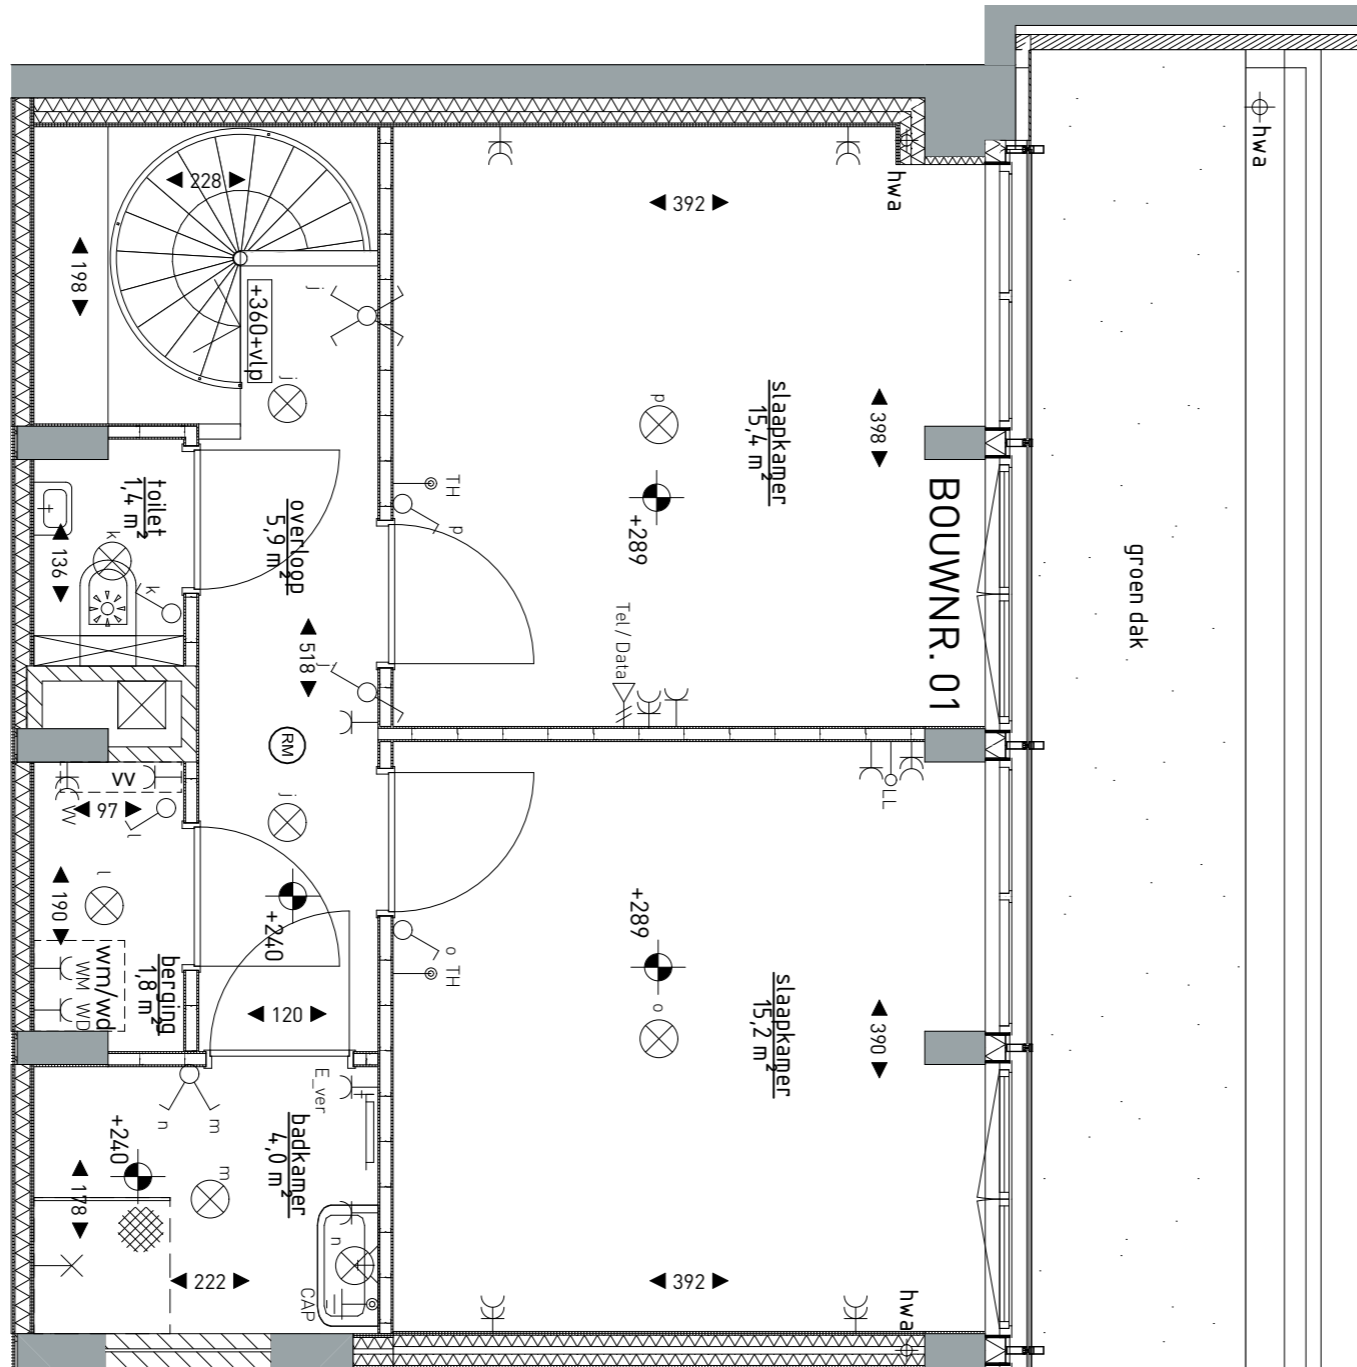 hwa
228
392
hwa
198
+360+vlp
j
j
p
slaapkamer
15,4 m²
398
toilet
1,4 m²
k
136
k
overloop
5,9 m²
TH
p
+289
BOUWNR. 01
groen dak
518
j
Tel / Data
RM
VV
VV
97
l
j
LL
l
190
+240
+289
o
TH
wm/wd
WM
WD
berging
1,8 m²
120
o
slaapkamer
15,2 m²
390
E_ver
n
m
+240
badkamer
4,0 m²
m
178
n
222
CAP
392
hwa